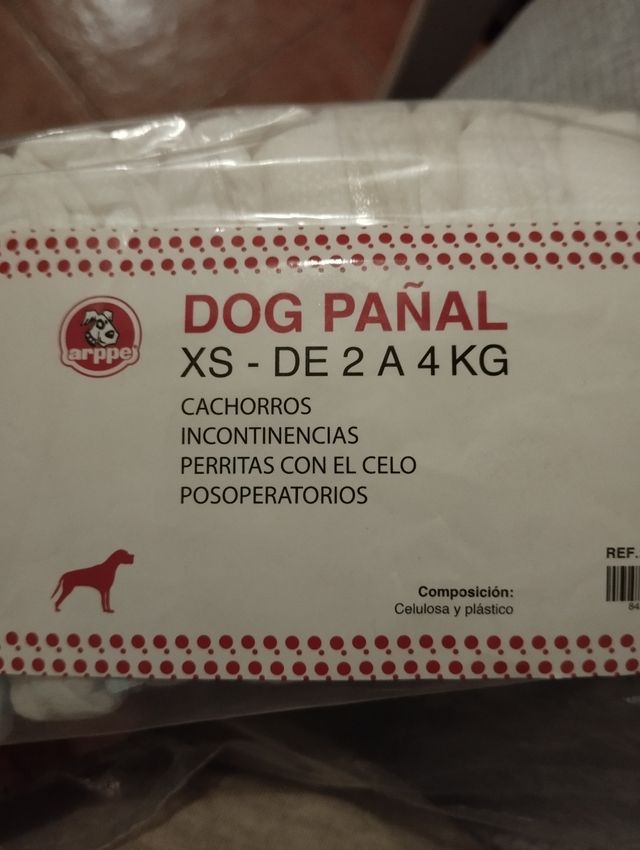 DOG PAÑAL
arppe
XS - DE 2 A 4 KG
CACHORROS
INCONTINENCIAS
PERRITAS CON EL CELO
POSOPERATORIOS
REF.
Composición:
Celulosa y plástico
84